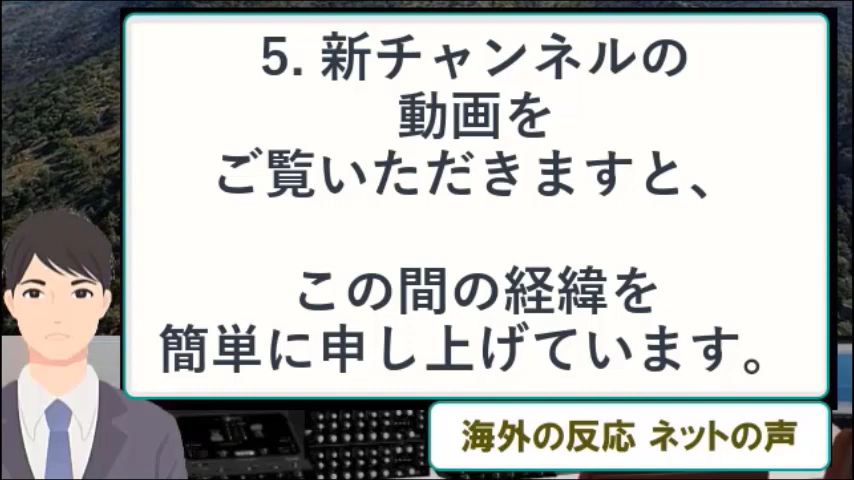 5. 新チャンネルの
動画を
ご覧いただきますと、
この間の経緯を
簡単に申し上げています。
海外の反応 ネットの声